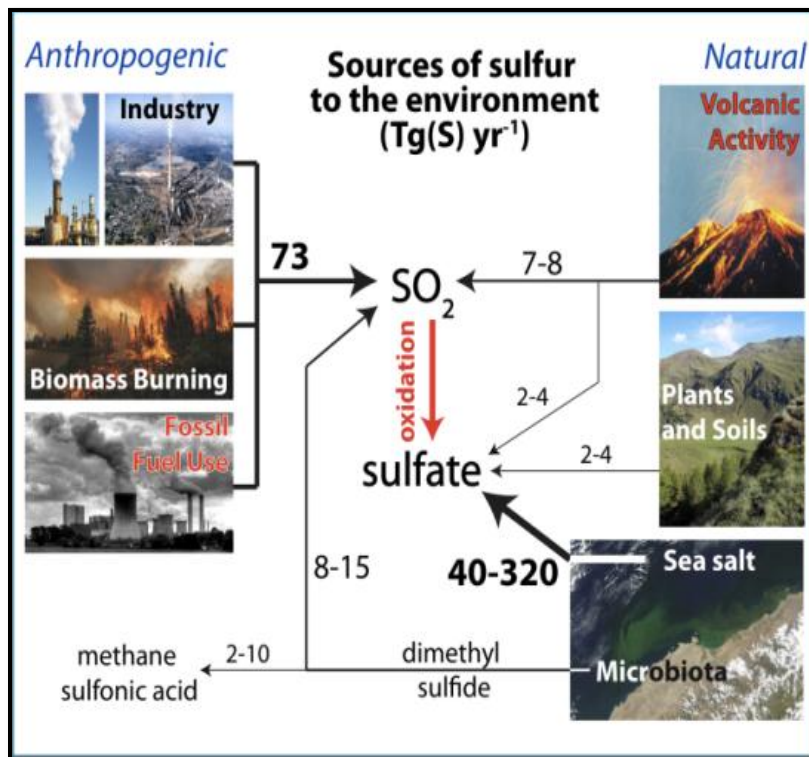 Anthropogenic
Sources of sulfur
to the environment
(Tg(S) yr⁻¹)
Natural
Industry
Volcanic
Activity
73
7-8
SO₂
Biomass Burning
oxidation
2-4
Plants
and Soils
Fossil
Fuel Use
sulfate
2-4
8-15
40-320
Sea salt
methane
sulfonic acid
2-10
dimethyl
sulfide
Microbiota